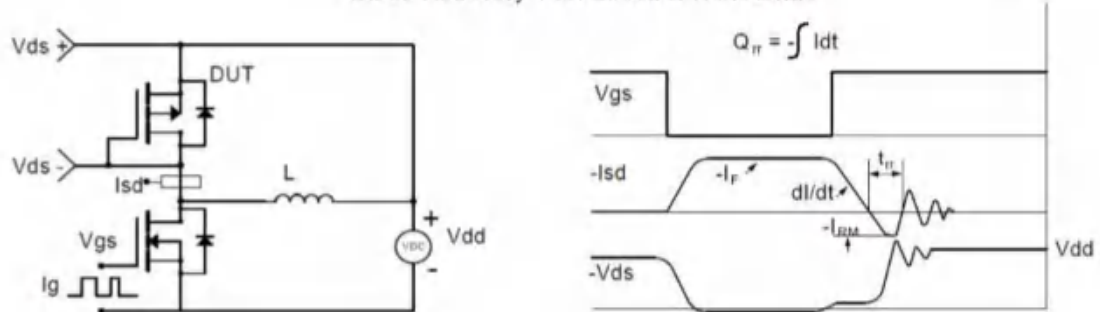 Vds +
DUT
Vds -
Isd
L
Vgs
Ig
VDC
+
-
Vdd
Qrr = -∫ Idt
Vgs
-Isd
-IF
dI/dt
trr
-IRM
Vdd
-Vds